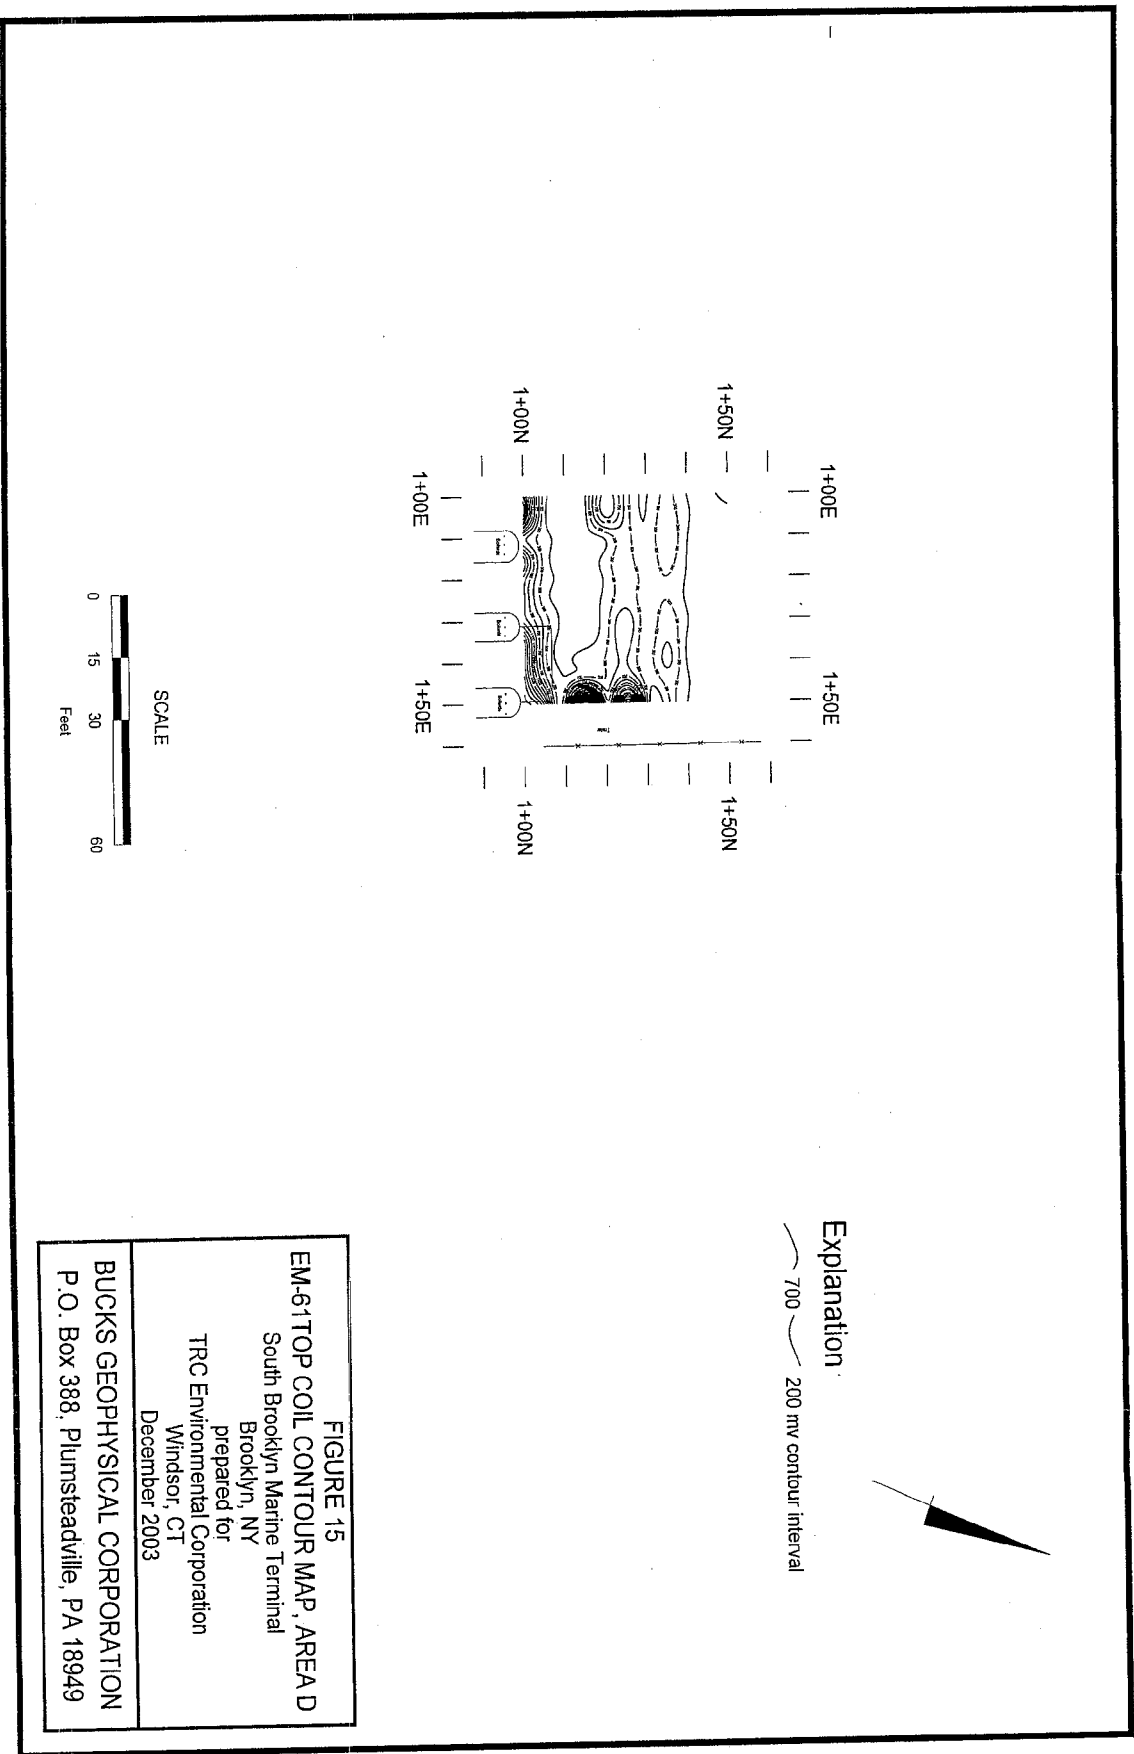 1+00E
1+50E
1+50N
1+50N
1+00N
1+00N
1+00E
1+50E
Trailer
SCALE
0
15
30
60
Feet
Explanation
700
200 mv contour interval
FIGURE 15
EM-61TOP COIL CONTOUR MAP, AREA D
South Brooklyn Marine Terminal
Brooklyn, NY
prepared for
TRC Environmental Corporation
Windsor, CT
December 2003
BUCKS GEOPHYSICAL CORPORATION
P.O. Box 388, Plumsteadville, PA 18949